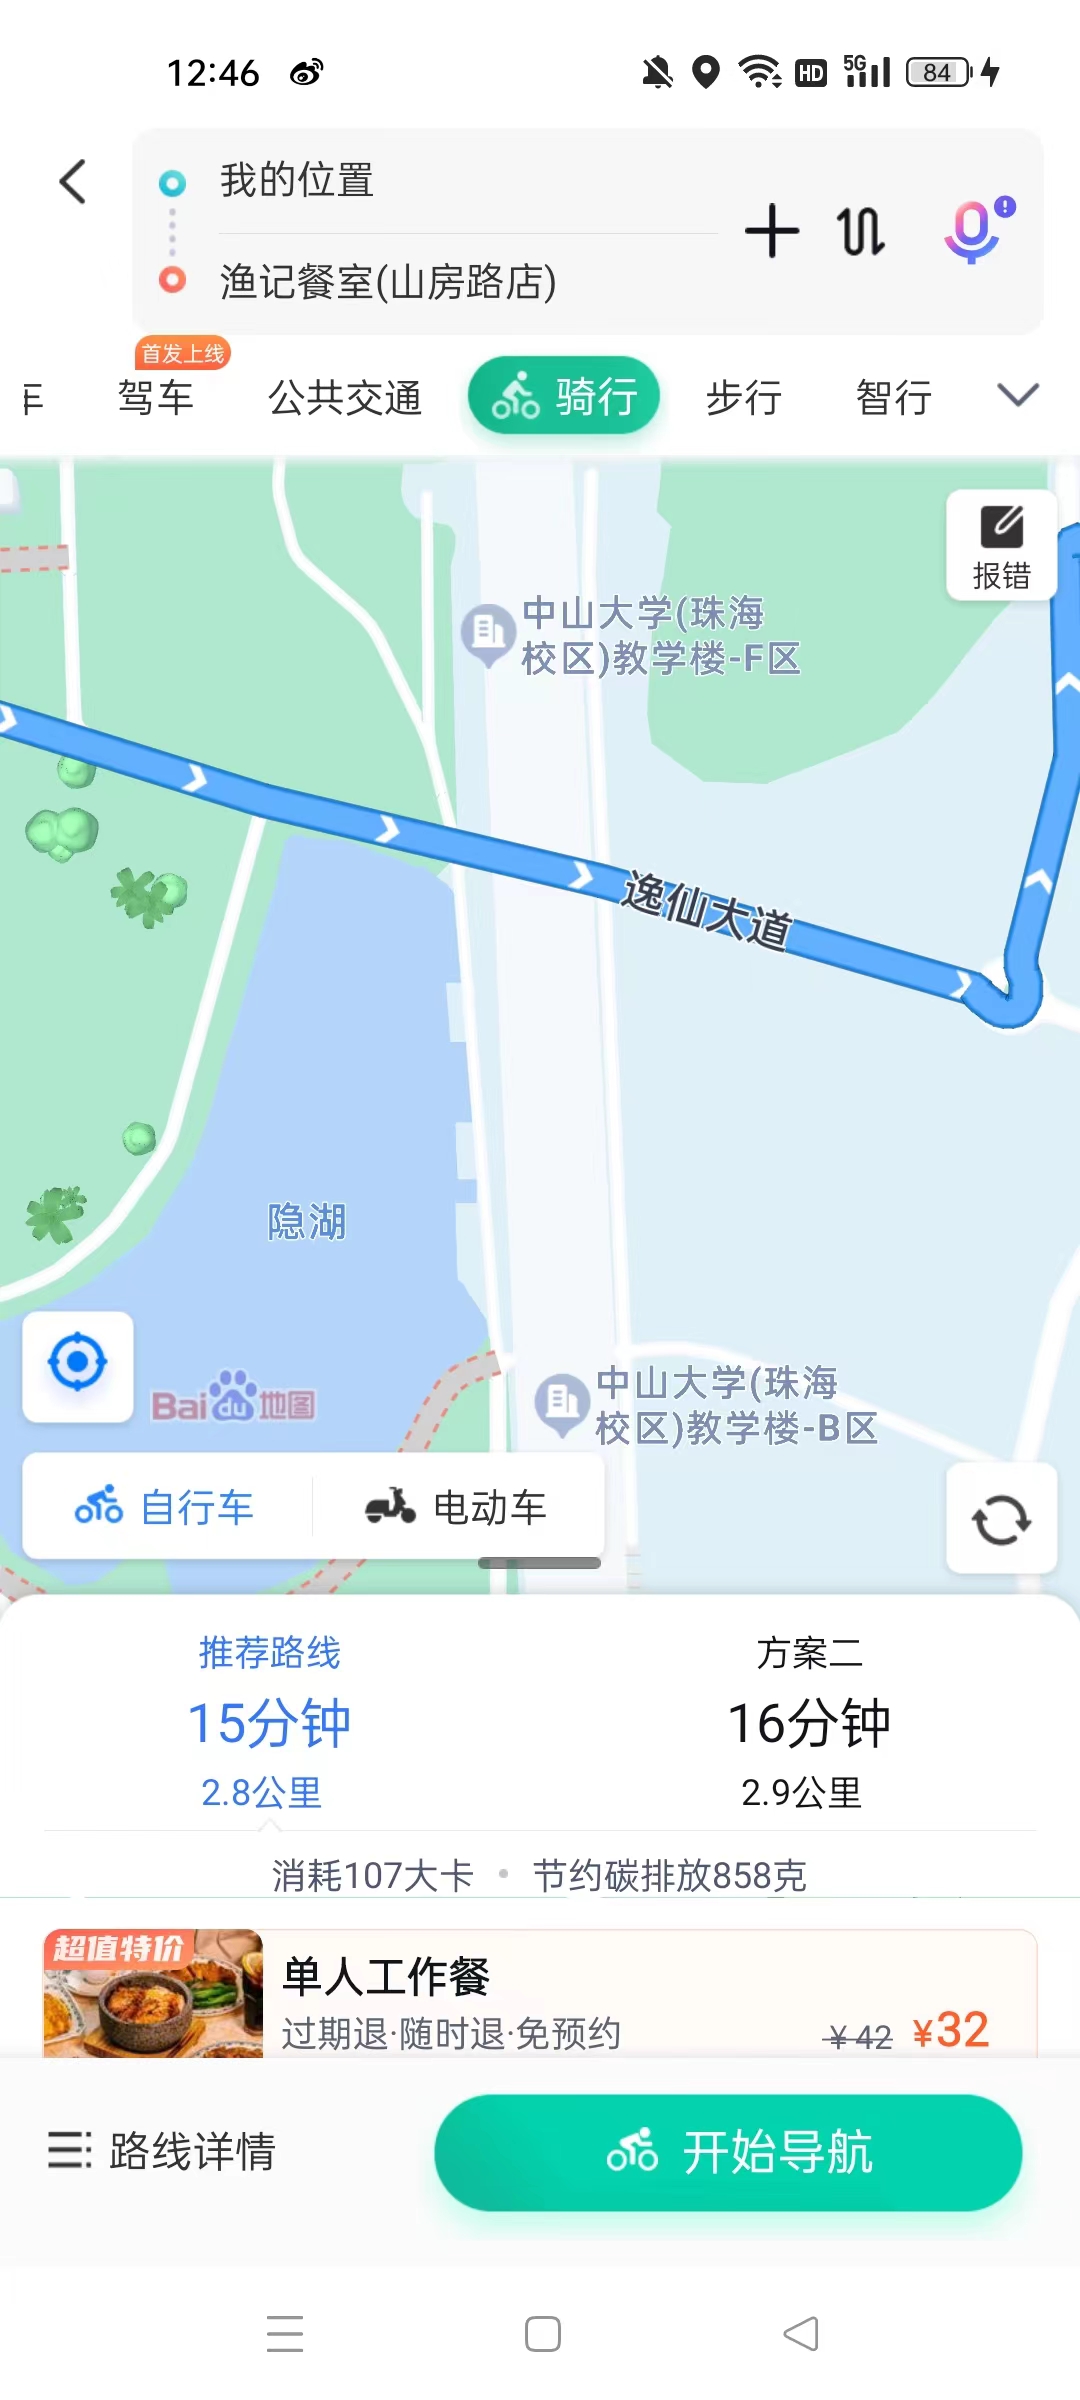 12:46
HD
5G
84
我的位置
渔记餐室(山房路店)
首发上线
驾车
公共交通
骑行
步行
智行
报错
中山大学(珠海
校区)教学楼-F区
逸仙大道
隐湖
Bai du 地图
中山大学(珠海
校区)教学楼-B区
自行车
电动车
推荐路线
方案二
15分钟
16分钟
2.8公里
2.9公里
消耗107大卡 • 节约碳排放858克
超值特价
单人工作餐
过期退·随时退·免预约
¥42 ¥32
路线详情
开始导航